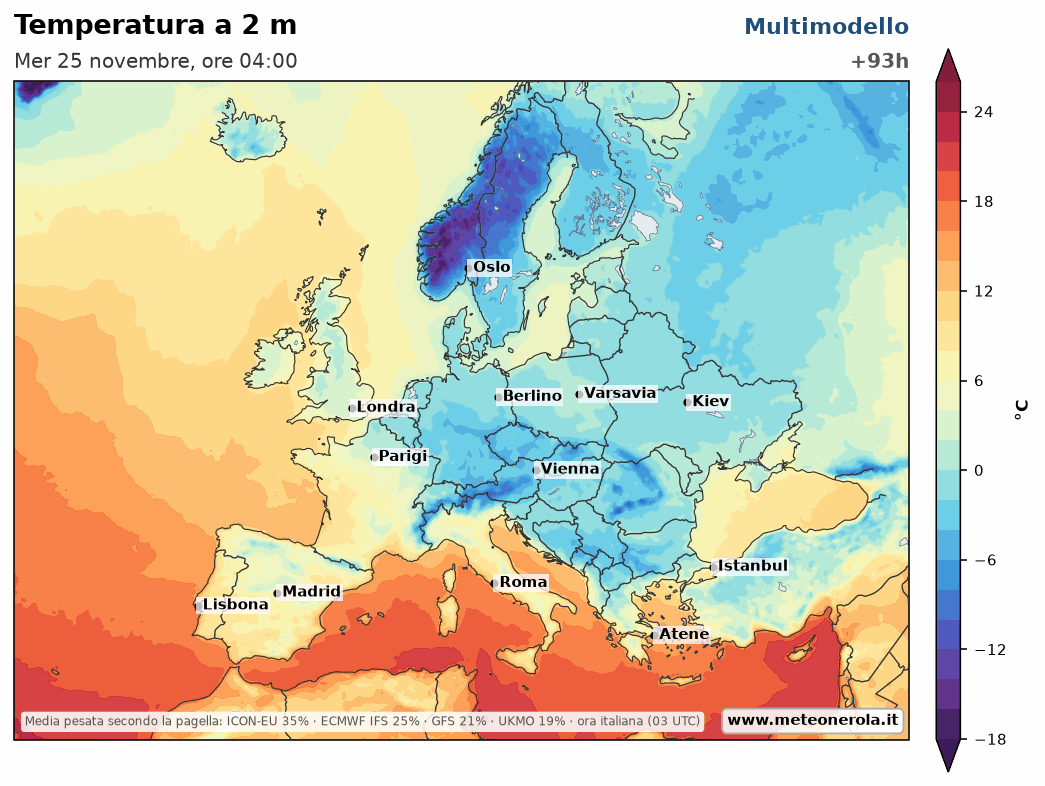 Temperatura a 2 m
Multimodello
Mer 25 novembre, ore 04:00
+93h
24
18
12
6
0
−6
−12
−18
°C
Oslo
Berlino
Varsavia
Kiev
Londra
Parigi
Vienna
Istanbul
Roma
Madrid
Lisbona
Atene
Media pesata secondo la pagella: ICON-EU 35% · ECMWF IFS 25% · GFS 21% · UKMO 19% · ora italiana (03 UTC)
www.meteonerola.it